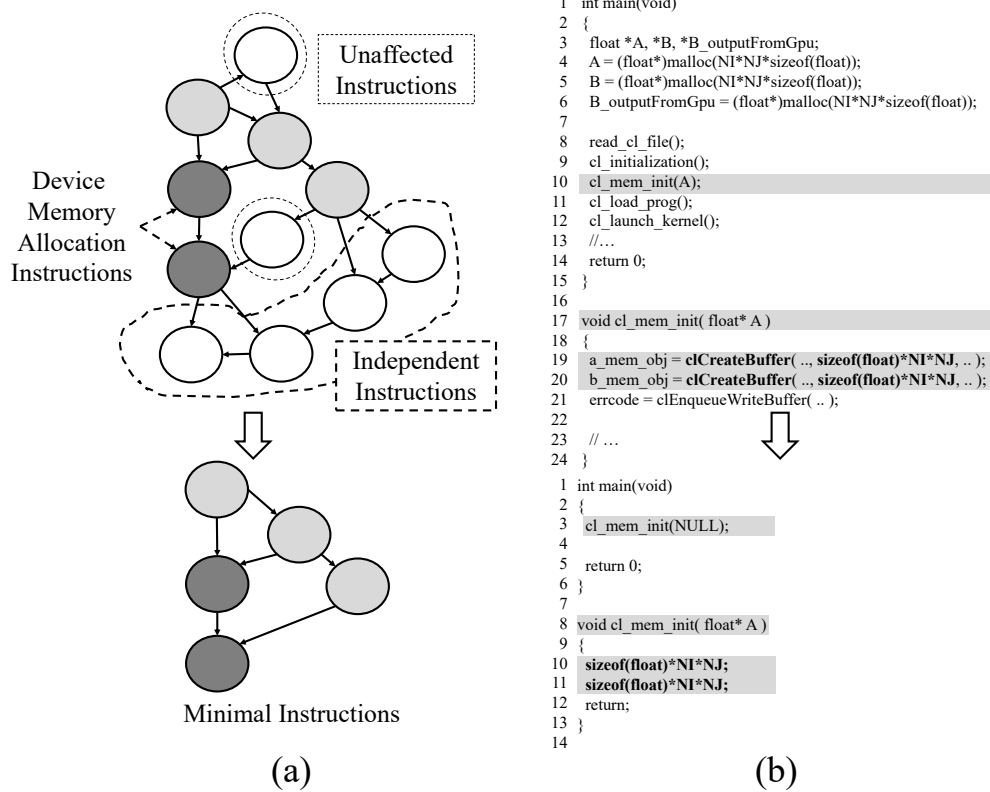 Unaffected
Instructions
Device
Memory
Allocation
Instructions
Independent
Instructions
Minimal Instructions
(a)
1 int main(void)
2 {
3 float *A, *B, *B_outputFromGpu;
4 A = (float*)malloc(NI*NJ*sizeof(float));
5 B = (float*)malloc(NI*NJ*sizeof(float));
6 B_outputFromGpu = (float*)malloc(NI*NJ*sizeof(float));
7
8 read_cl_file();
9 cl_initialization();
10 cl_mem_init(A);
11 cl_load_prog();
12 cl_launch_kernel();
13 //…
14 return 0;
15 }
16
17 void cl_mem_init( float* A )
18 {
19 a_mem_obj = clCreateBuffer( .., sizeof(float)*NI*NJ, .. );
20 b_mem_obj = clCreateBuffer( .., sizeof(float)*NI*NJ, .. );
21 errcode = clEnqueueWriteBuffer( .. );
22
23 // …
24 }
1 int main(void)
2 {
3 cl_mem_init(NULL);
4
5 return 0;
6 }
7
8 void cl_mem_init( float* A )
9 {
10 sizeof(float)*NI*NJ;
11 sizeof(float)*NI*NJ;
12 return;
13 }
14
(b)